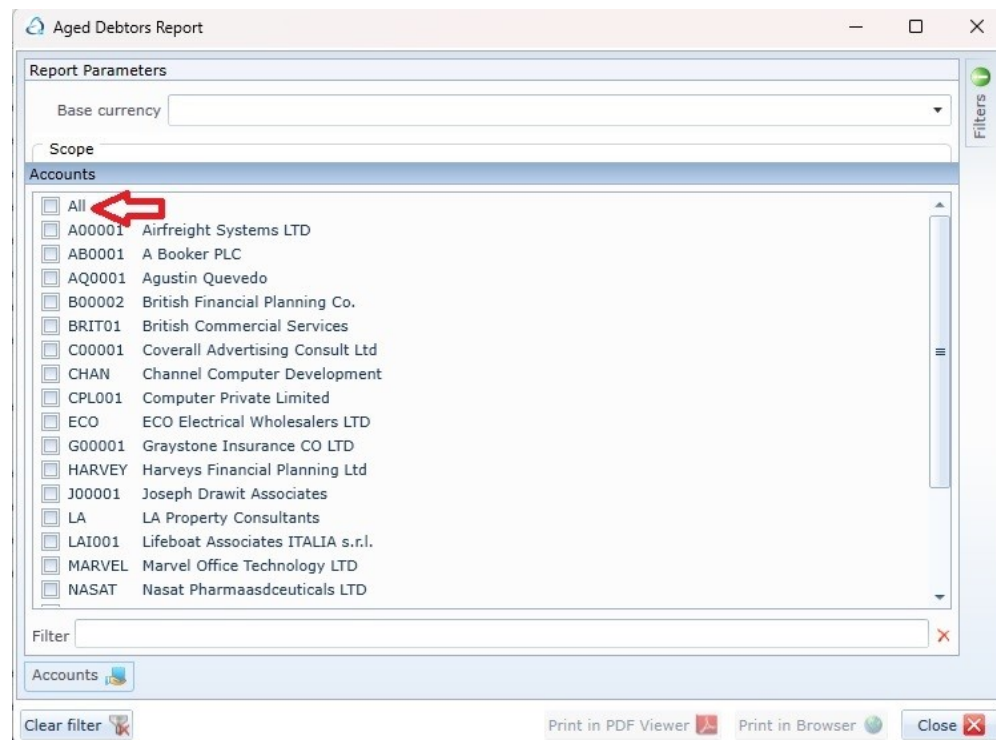 Aged Debtors Report
Report Parameters
Filters
Base currency
Scope
Accounts
All
A00001 Airfreight Systems LTD
AB0001 A Booker PLC
AQ0001 Agustin Quevedo
B00002 British Financial Planning Co.
BRIT01 British Commercial Services
C00001 Coverall Advertising Consult Ltd
CHAN Channel Computer Development
CPL001 Computer Private Limited
ECO ECO Electrical Wholesalers LTD
G00001 Graystone Insurance CO LTD
HARVEY Harveys Financial Planning Ltd
J00001 Joseph Drawit Associates
LA LA Property Consultants
LAI001 Lifeboat Associates ITALIA s.r.l.
MARVEL Marvel Office Technology LTD
NASAT Nasat Pharmaasdceuticals LTD
Filter
Accounts
Clear filter Print in PDF Viewer Print in Browser Close